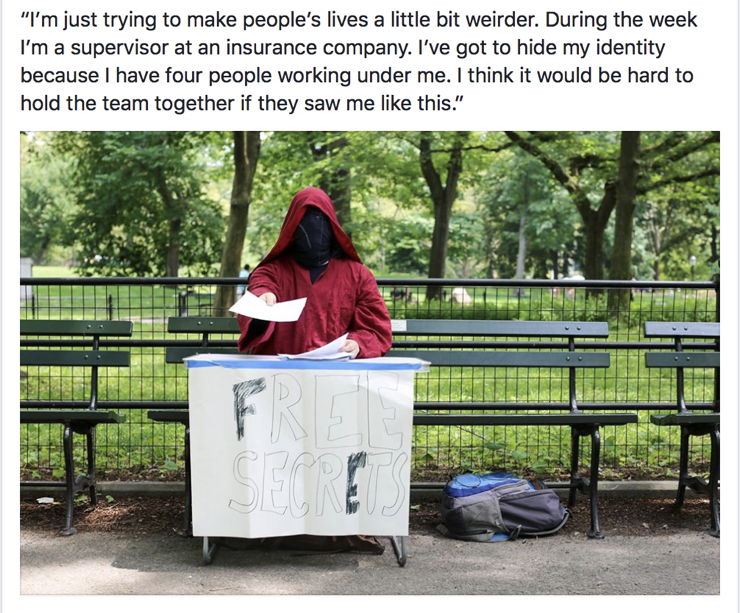 “I’m just trying to make people’s lives a little bit weirder. During the week
I’m a supervisor at an insurance company. I’ve got to hide my identity
because I have four people working under me. I think it would be hard to
hold the team together if they saw me like this.”
FREE
SECRETS